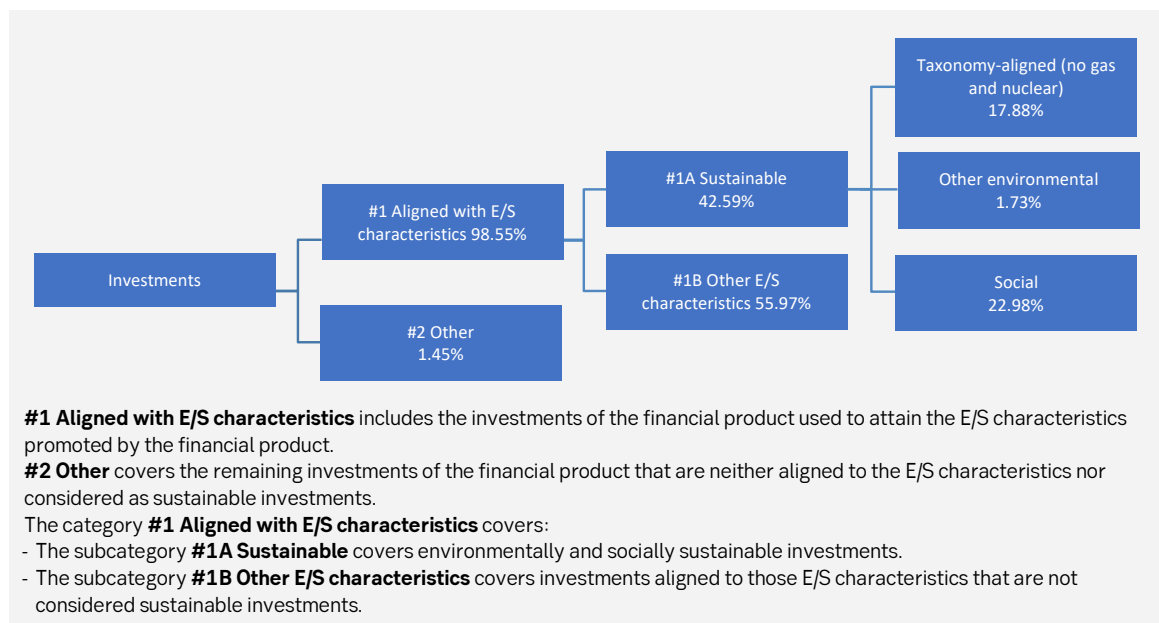 Investments
#1 Aligned with E/S
characteristics 98.55%
#2 Other
1.45%
#1A Sustainable
42.59%
#1B Other E/S
characteristics 55.97%
Taxonomy-aligned (no gas
and nuclear)
17.88%
Other environmental
1.73%
Social
22.98%
#1 Aligned with E/S characteristics includes the investments of the financial product used to attain the E/S characteristics
promoted by the financial product.
#2 Other covers the remaining investments of the financial product that are neither aligned to the E/S characteristics nor
considered as sustainable investments.
The category #1 Aligned with E/S characteristics covers:
- The subcategory #1A Sustainable covers environmentally and socially sustainable investments.
- The subcategory #1B Other E/S characteristics covers investments aligned to those E/S characteristics that are not
considered sustainable investments.